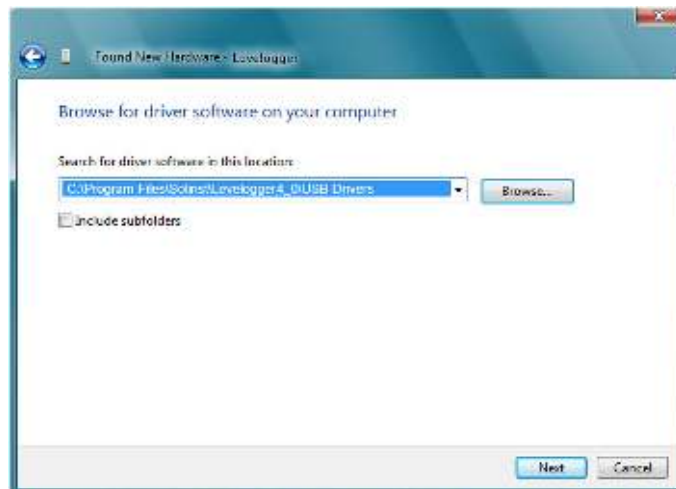 Found New Hardware - Levelogger
Browse for driver software on your computer
Search for driver software in this location:
C:\Program Files\Solinst\Levelogger4_0\USB Drivers
Browse...
Include subfolders
Next
Cancel